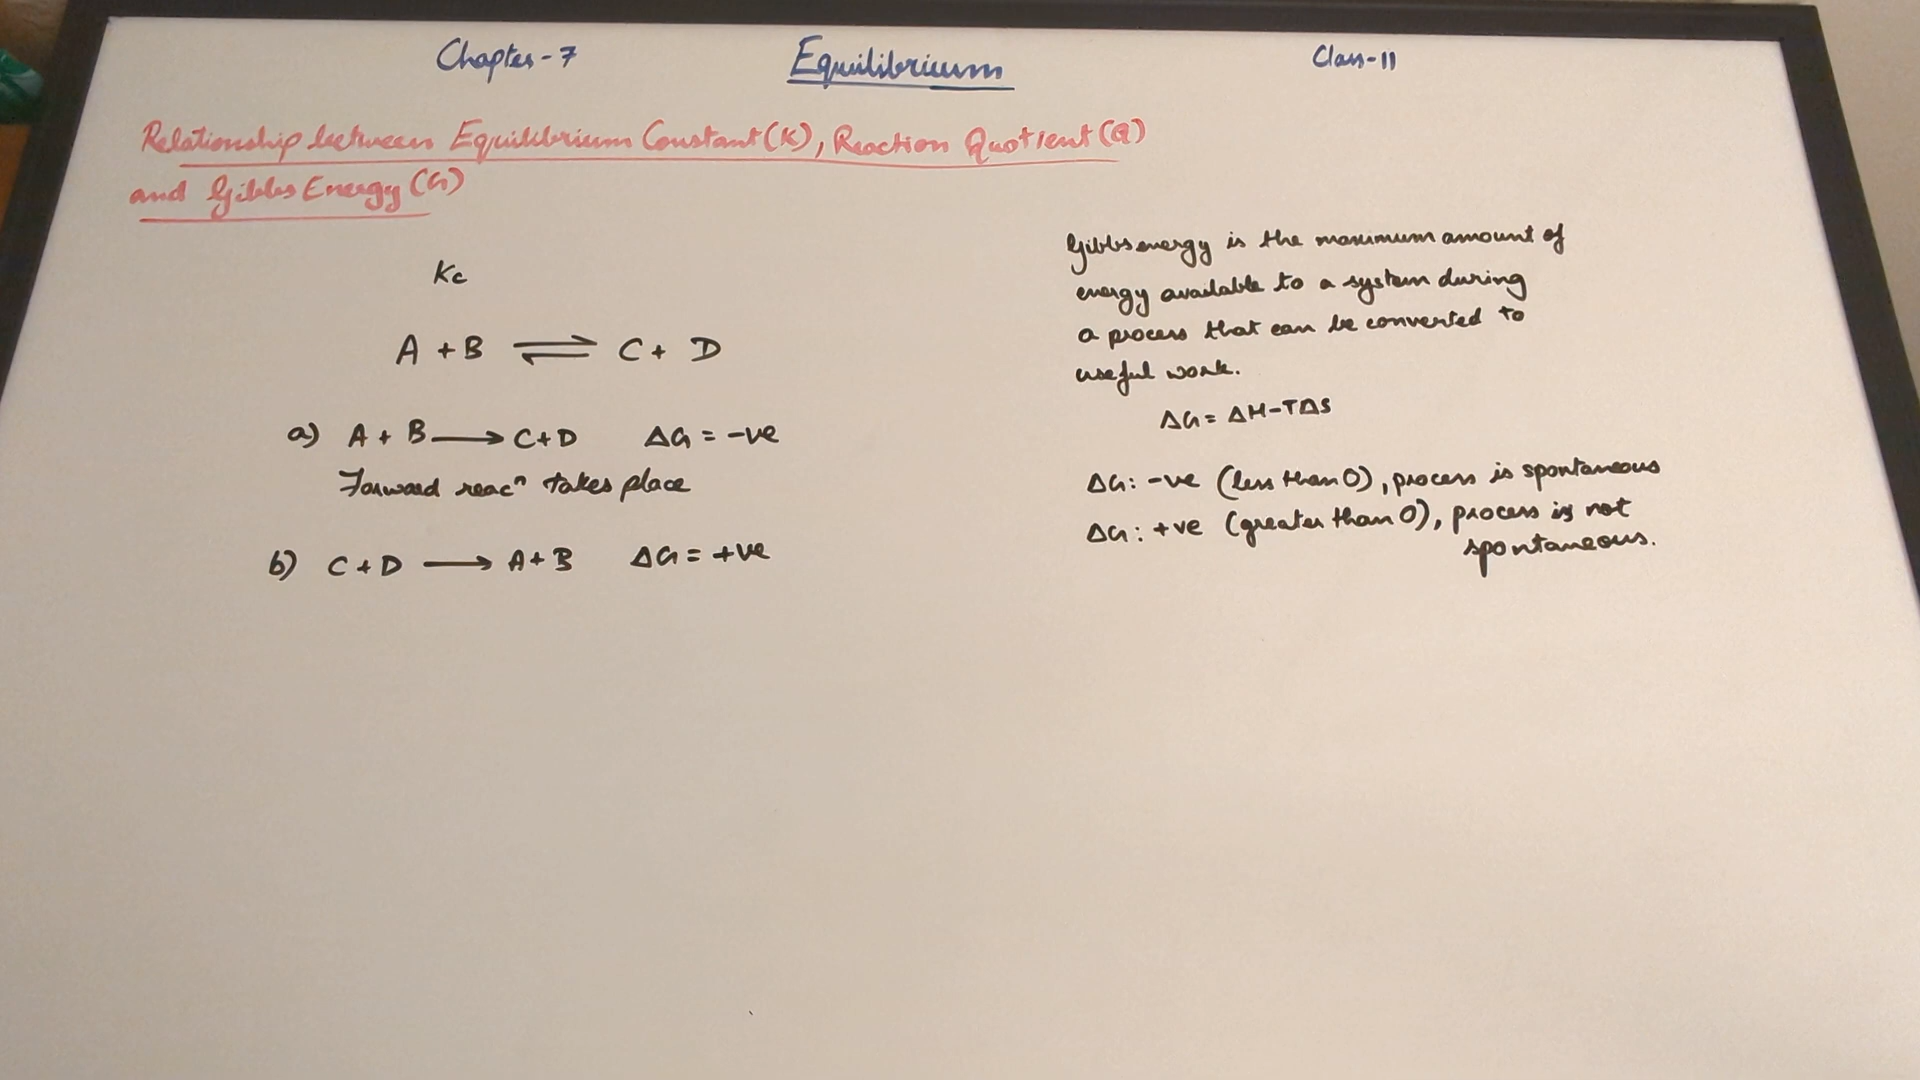 Chapter-7 Equilibrium Class-11
Relationship between Equilibrium Constant(K), Reaction Quotient(Q)
and Gibbs Energy(G)
Kc
A + B ⇌ C + D
a) A + B → C+D ΔG = -ve
Forward reacⁿ takes place
b) C + D → A+B ΔG = +ve
Gibbs energy is the maximum amount of
energy available to a system during
a process that can be converted to
useful work.
ΔG = ΔH-TΔS
ΔG: -ve (less than 0), process is spontaneous
ΔG: +ve (greater than 0), process is not
spontaneous.